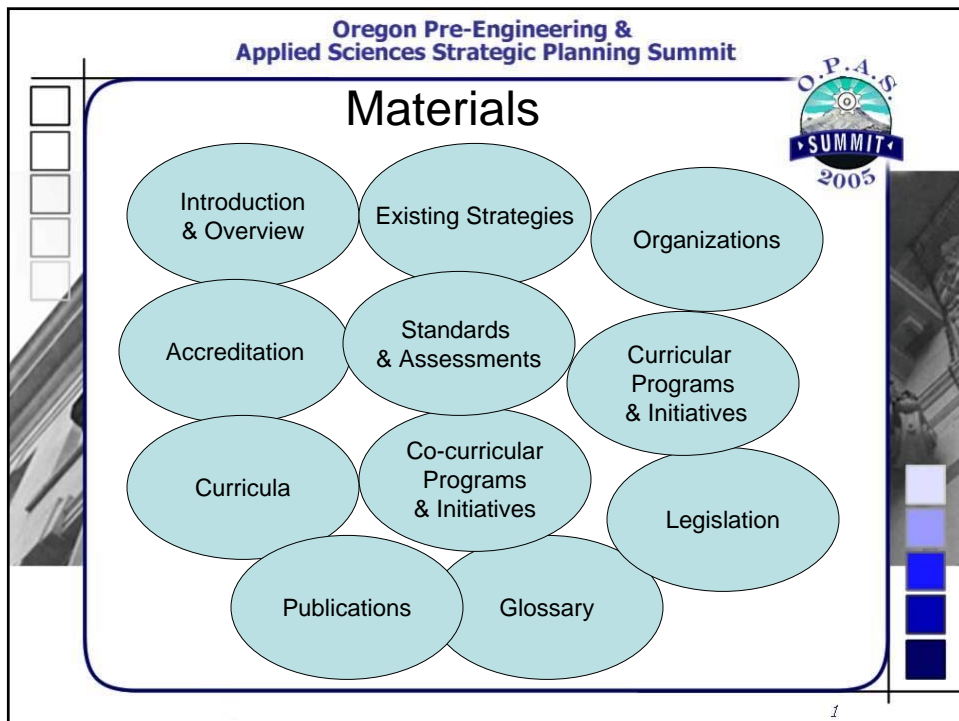 Oregon Pre-Engineering &
Applied Sciences Strategic Planning Summit
O.P.A.S.
SUMMIT
2005
Materials
Introduction
& Overview
Existing Strategies
Organizations
Accreditation
Standards
& Assessments
Curricular
Programs
& Initiatives
Curricula
Co-curricular
Programs
& Initiatives
Legislation
Publications
Glossary
1